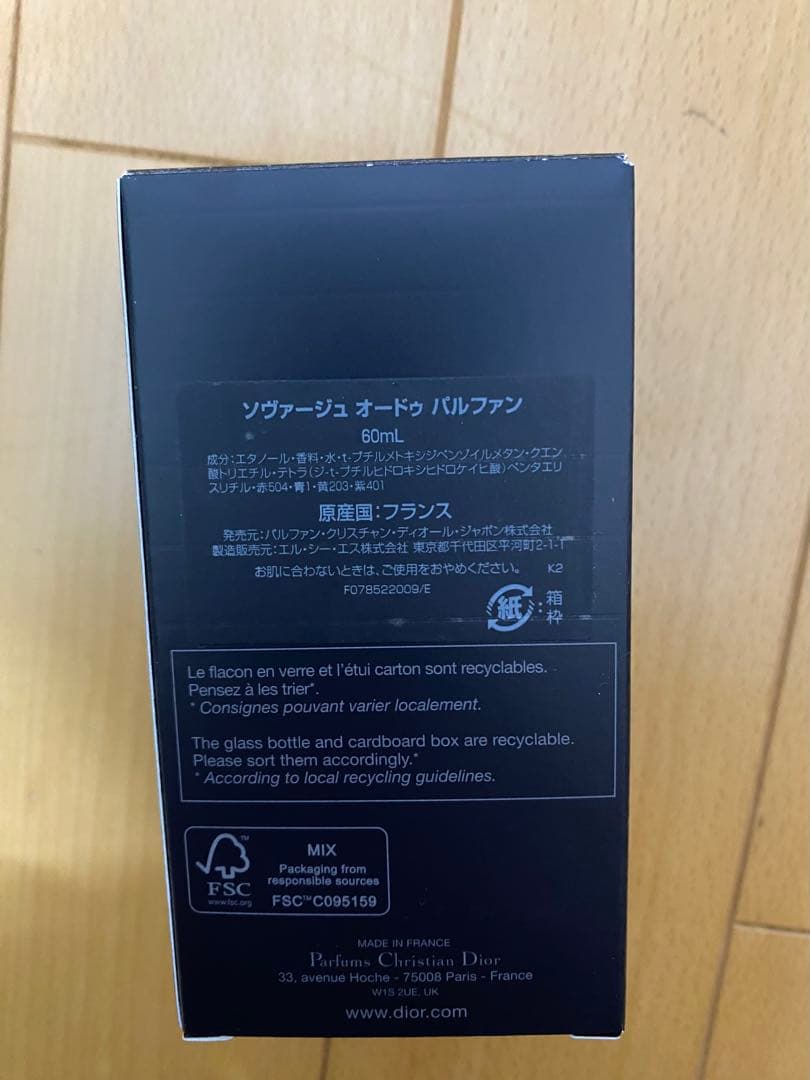 ソヴァージュ オードゥ パルファン
60mL
成分:エタノール・香料・水・t-ブチルメトキシジベンゾイルメタン・クエン
酸トリエチル・テトラ(ジ-t-ブチルヒドロキシヒドロケイヒ酸)ペンタエリ
スリチル・赤504・青1・黄203・紫401
原産国:フランス
発売元:パルファン・クリスチャン・ディオール・ジャポン株式会社
製造販売元:エル・シー・エス株式会社 東京都千代田区平河町2-1-1
お肌に合わないときは、ご使用をおやめください。 K2
F078522009/E
紙 : 箱
枠
Le flacon en verre et l'étui carton sont recyclables.
Pensez à les trier*.
* Consignes pouvant varier localement.
The glass bottle and cardboard box are recyclable.
Please sort them accordingly.*
* According to local recycling guidelines.
FSC™
www.fsc.org
MIX
Packaging from
responsible sources
FSC™ C095159
MADE IN FRANCE
Parfums Christian Dior
33, avenue Hoche - 75008 Paris - France
W1S 2UE, UK
www.dior.com